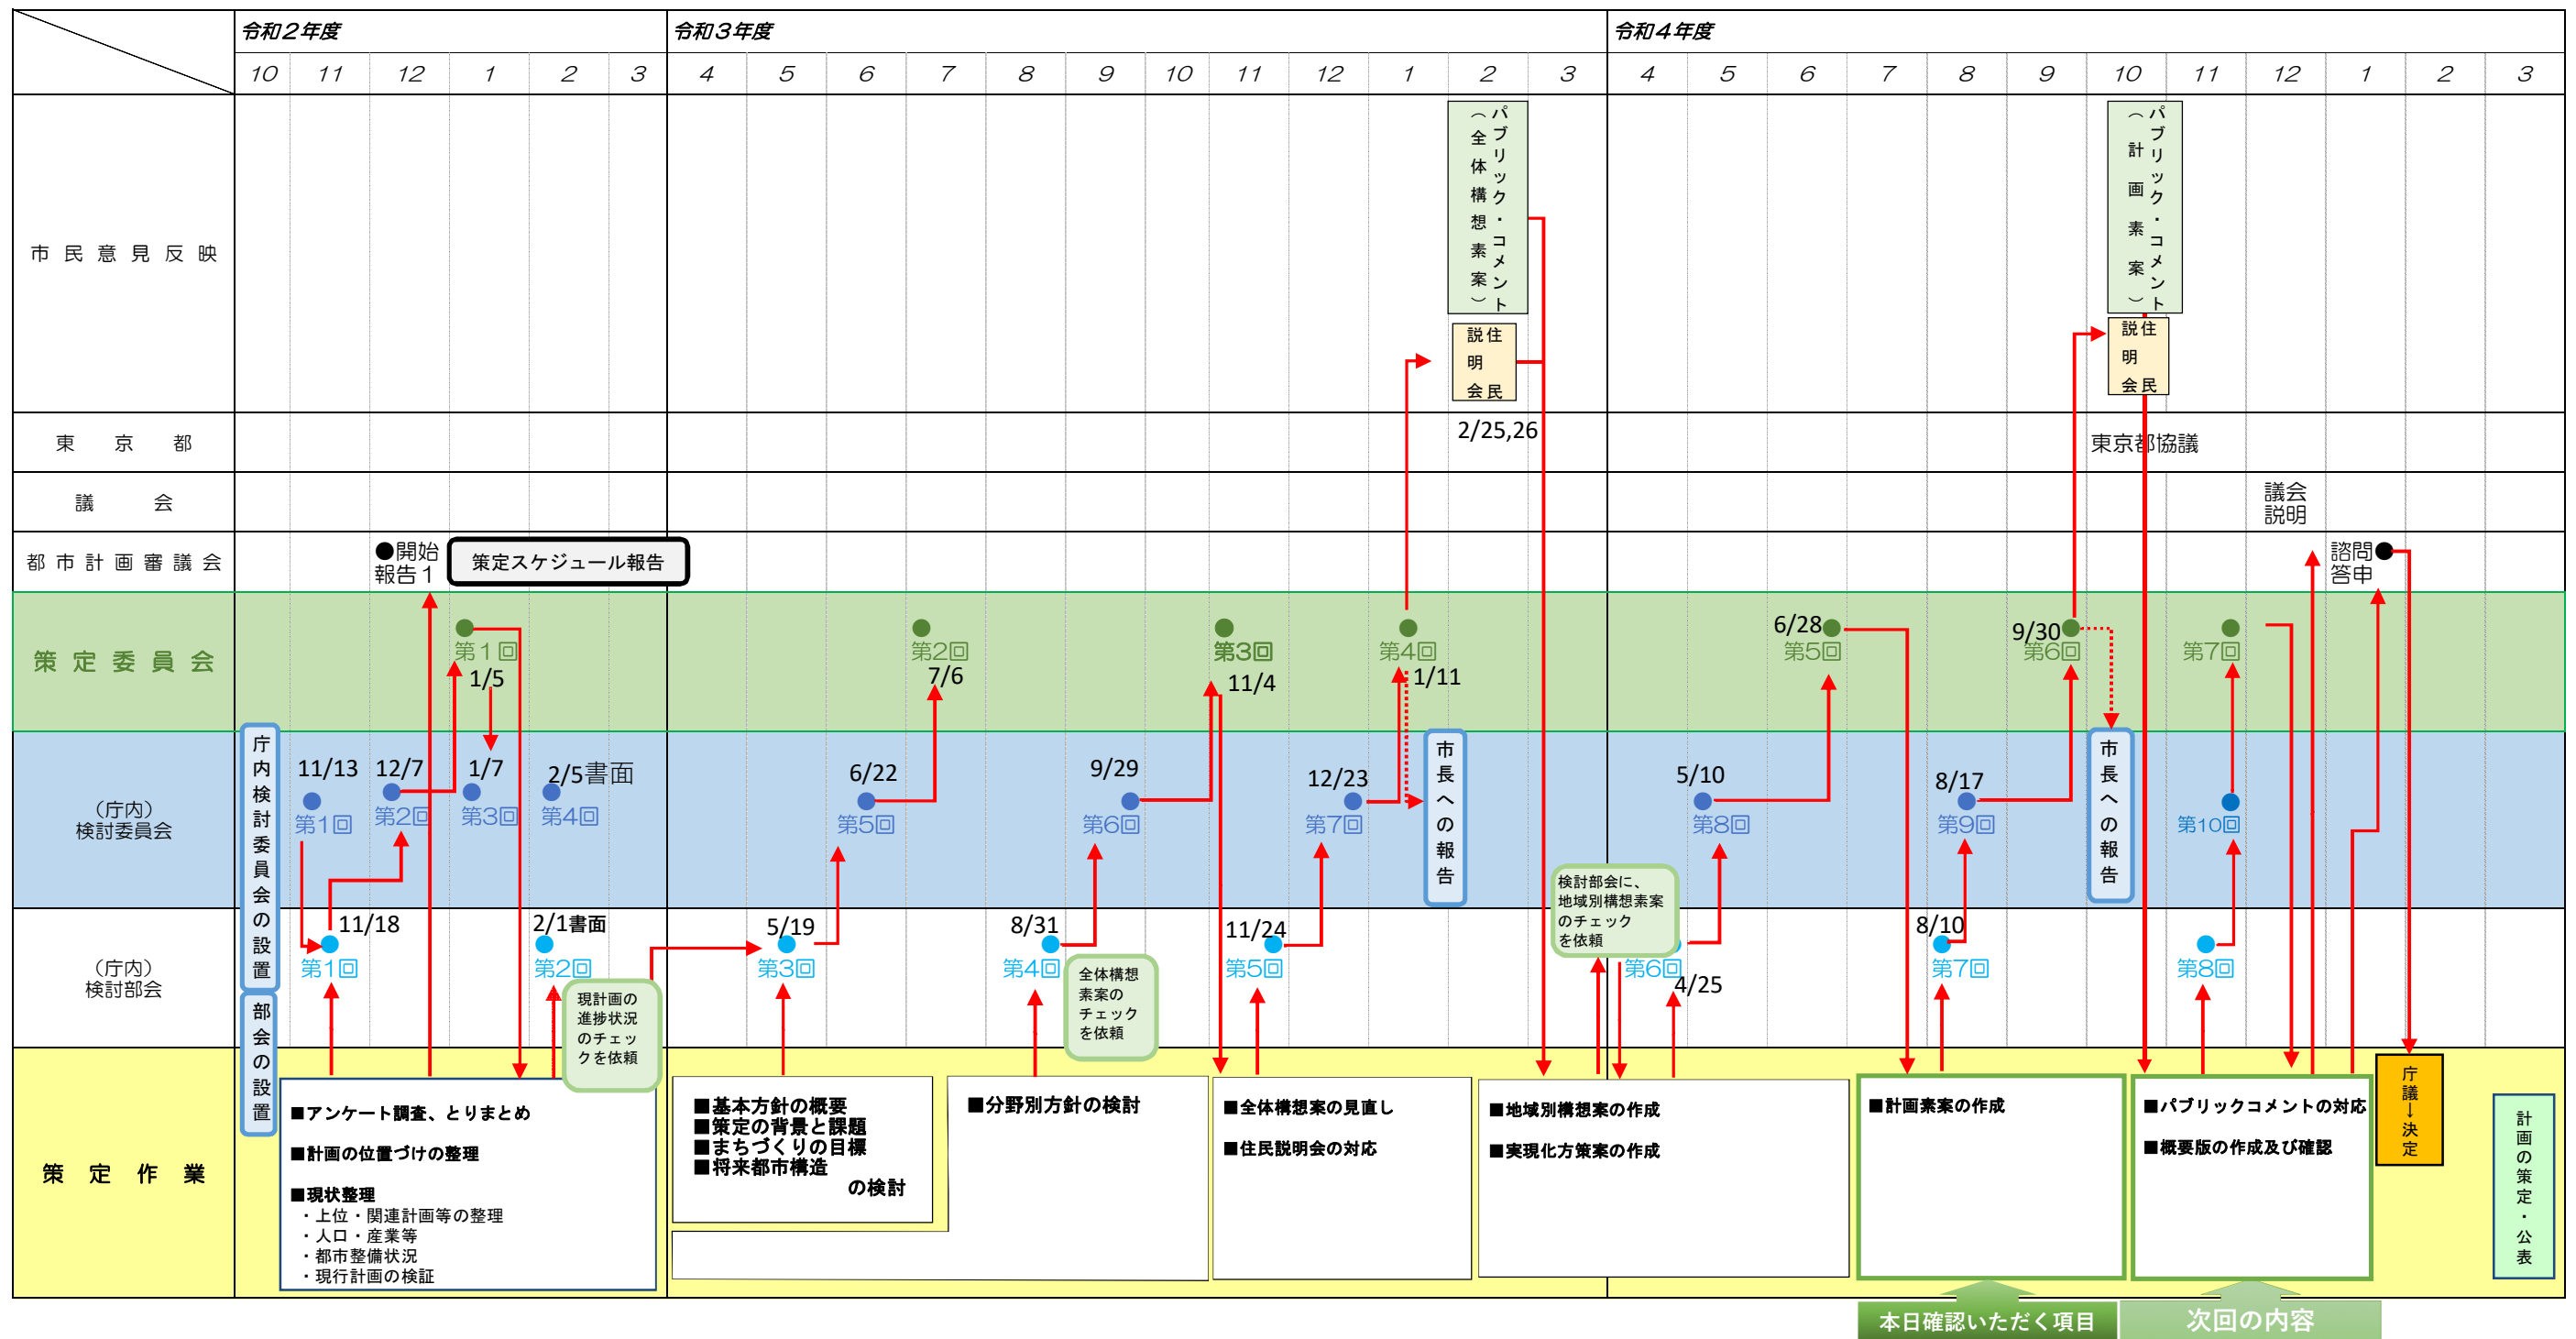 令和２年度
令和３年度
令和４年度
10 11 12 1 2 3 4 5 6 7 8 9 10 11 12 1 2 3 4 5 6 7 8 9 10 11 12 1 2 3
市民意見反映
パブリック・コメント
（全体構想素案）
住民
説明会
パブリック・コメント
（計画素案）
住民
説明会
東京都
2/25,26
東京都協議
議会
議会
説明
都市計画審議会
●開始
報告１
策定スケジュール報告
諮問●
答申
策定委員会
第1回
1/5
第2回
7/6
第3回
11/4
第4回
1/11
6/28
第5回
9/30
第6回
第7回
（庁内）
検討委員会
庁内検討委員会の設置
11/13
第1回
12/7
第2回
1/7
第3回
2/5書面
第4回
6/22
第5回
9/29
第6回
12/23
第7回
市長への報告
5/10
第8回
8/17
第9回
市長への報告
第10回
（庁内）
検討部会
部会の設置
11/18
第1回
2/1書面
第2回
現計画の
進捗状況
のチェッ
クを依頼
5/19
第3回
8/31
第4回
全体構想
素案の
チェック
を依頼
11/24
第5回
検討部会に、
地域別構想素案
のチェック
を依頼
第6回
4/25
8/10
第7回
第8回
策定作業
■アンケート調査、とりまとめ
■計画の位置づけの整理
■現状整理
・上位・関連計画等の整理
・人口・産業等
・都市整備状況
・現行計画の検証
■基本方針の概要
■策定の背景と課題
■まちづくりの目標
■将来都市構造
の検討
■分野別方針の検討
■全体構想案の見直し
■住民説明会の対応
■地域別構想案の作成
■実現化方策案の作成
■計画素案の作成
■パブリックコメントの対応
■概要版の作成及び確認
庁議→決定
計画の策定・公表
本日確認いただく項目
次回の内容